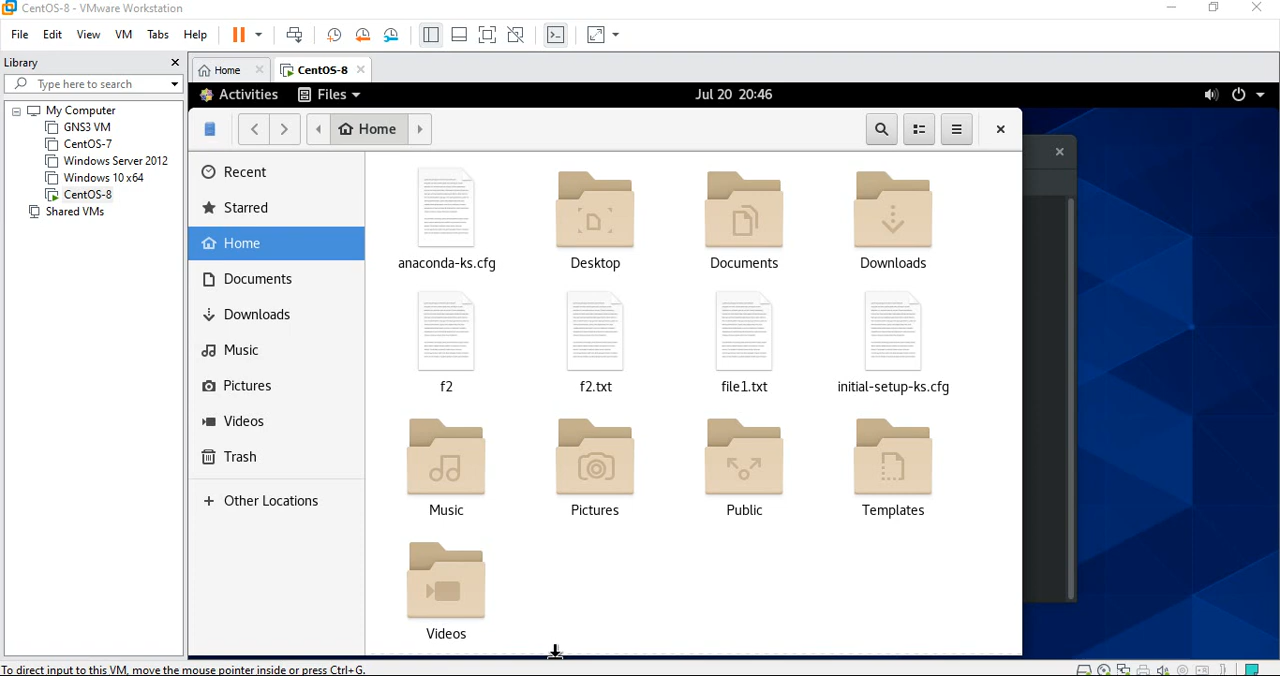 CentOS-8 - VMware Workstation
File Edit View VM Tabs Help
Library
Type here to search
My Computer
GNS3 VM
CentOS-7
Windows Server 2012
Windows 10 x64
CentOS-8
Shared VMs
Home CentOS-8
Activities Files Jul 20 20:46
Home
Recent
Starred
Home
Documents
Downloads
Music
Pictures
Videos
Trash
Other Locations
anaconda-ks.cfg Desktop Documents Downloads
f2 f2.txt file1.txt initial-setup-ks.cfg
Music Pictures Public Templates
Videos
To direct input to this VM, move the mouse pointer inside or press Ctrl+G.